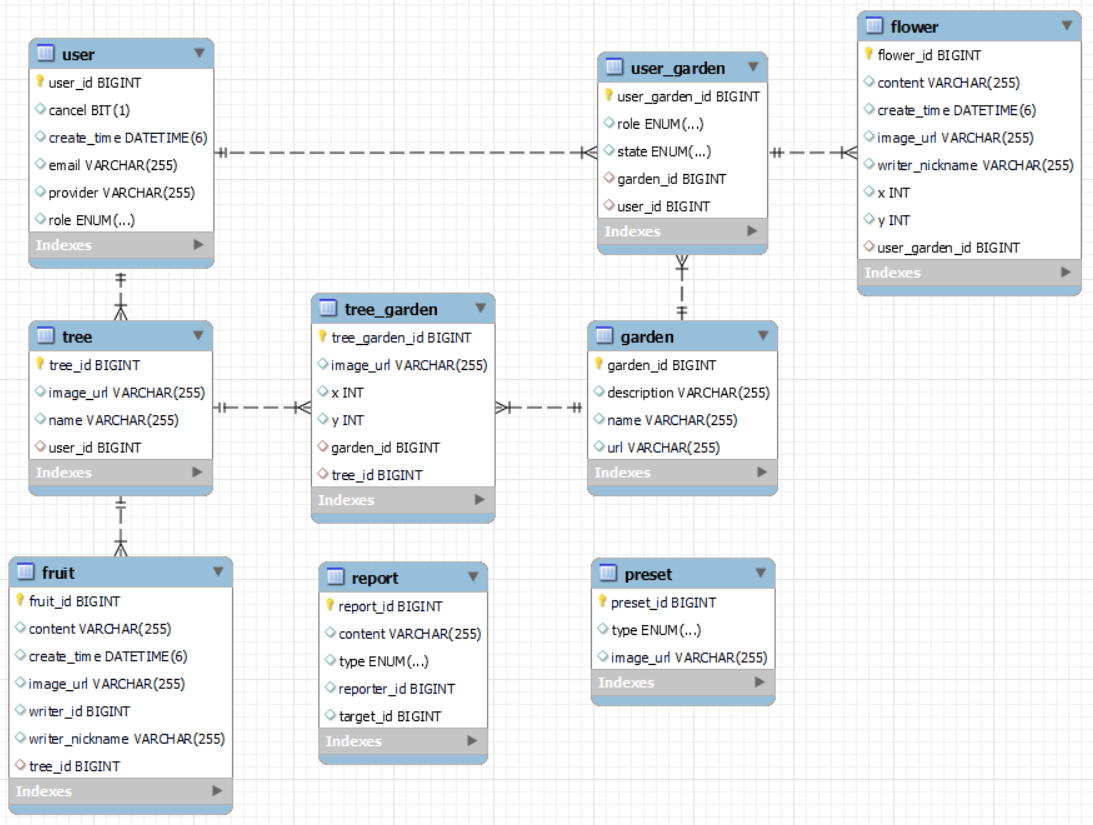 user
user_id BIGINT
cancel BIT(1)
create_time DATETIME(6)
email VARCHAR(255)
provider VARCHAR(255)
role ENUM(...)
Indexes
user_garden
user_garden_id BIGINT
role ENUM(...)
state ENUM(...)
garden_id BIGINT
user_id BIGINT
Indexes
flower
flower_id BIGINT
content VARCHAR(255)
create_time DATETIME(6)
image_url VARCHAR(255)
writer_nickname VARCHAR(255)
x INT
y INT
user_garden_id BIGINT
Indexes
tree
tree_id BIGINT
image_url VARCHAR(255)
name VARCHAR(255)
user_id BIGINT
Indexes
tree_garden
tree_garden_id BIGINT
image_url VARCHAR(255)
x INT
y INT
garden_id BIGINT
tree_id BIGINT
Indexes
garden
garden_id BIGINT
description VARCHAR(255)
name VARCHAR(255)
url VARCHAR(255)
Indexes
fruit
fruit_id BIGINT
content VARCHAR(255)
create_time DATETIME(6)
image_url VARCHAR(255)
writer_id BIGINT
writer_nickname VARCHAR(255)
tree_id BIGINT
Indexes
report
report_id BIGINT
content VARCHAR(255)
type ENUM(...)
reporter_id BIGINT
target_id BIGINT
Indexes
preset
preset_id BIGINT
type ENUM(...)
image_url VARCHAR(255)
Indexes